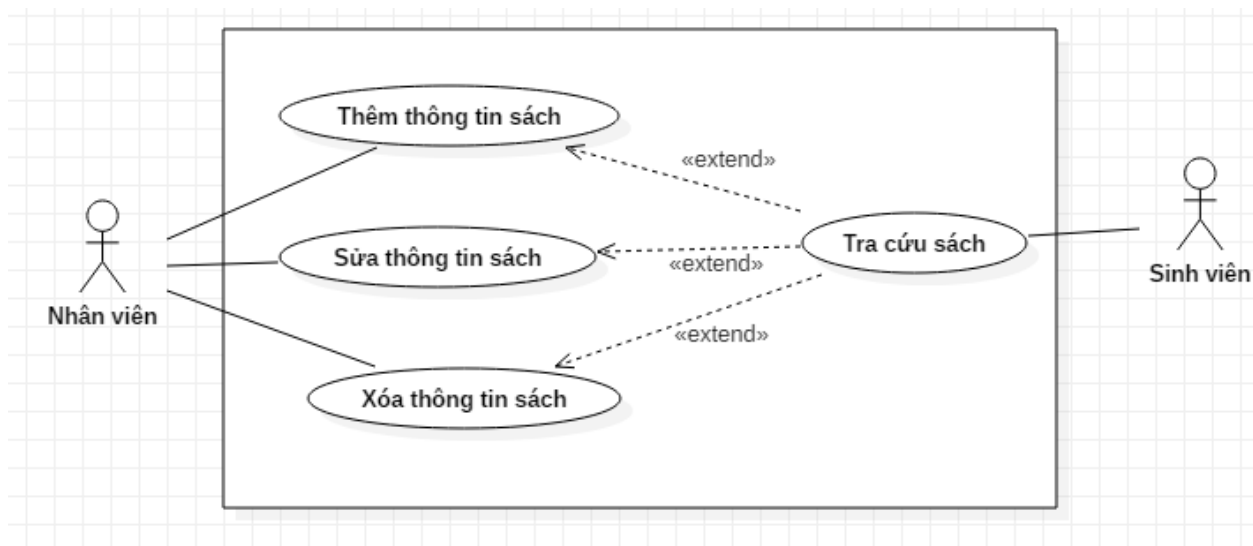 Thêm thông tin sách
«extend»
Tra cứu sách
Sửa thông tin sách
«extend»
Sinh viên
Nhân viên
«extend»
Xóa thông tin sách